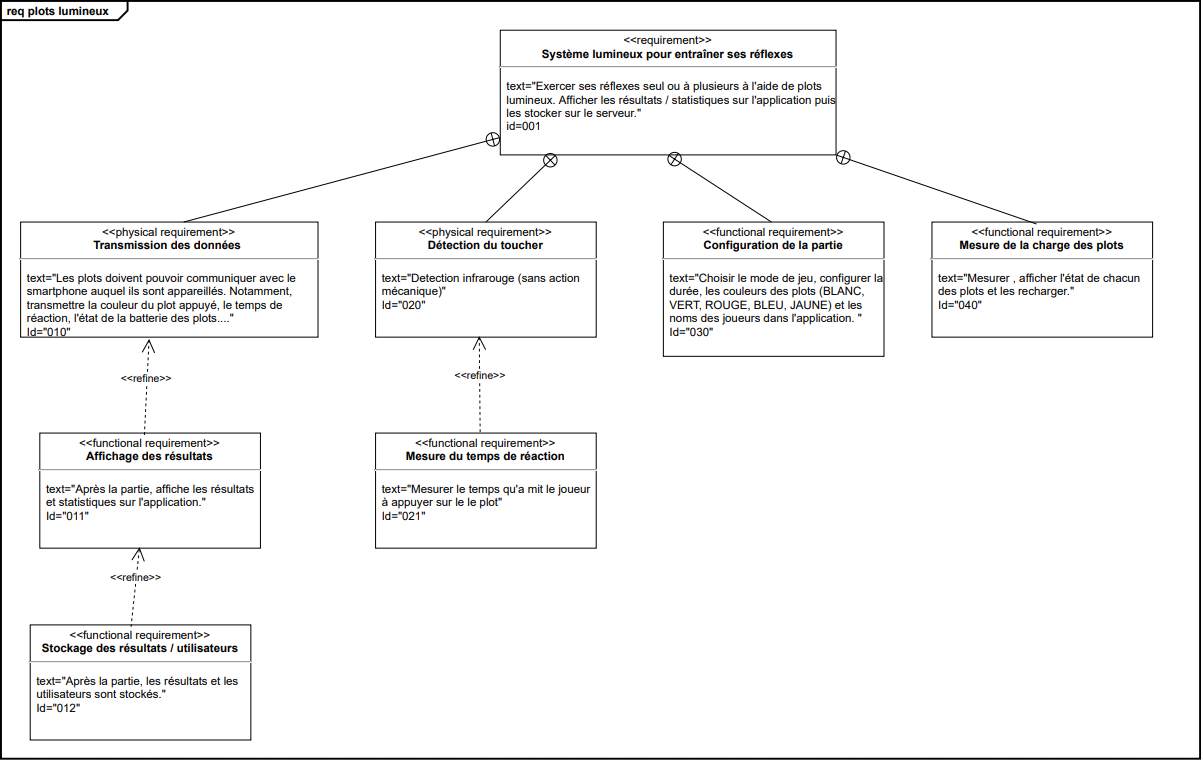 req plots lumineux
<<requirement>>
Système lumineux pour entraîner ses réflexes
text="Exercer ses réflexes seul ou à plusieurs à l'aide de plots
lumineux. Afficher les résultats / statistiques sur l'application puis
les stocker sur le serveur."
id=001
<<physical requirement>>
Transmission des données
text="Les plots doivent pouvoir communiquer avec le
smartphone auquel ils sont appareillés. Notamment,
transmettre la couleur du plot appuyé, le temps de
réaction, l'état de la batterie des plots...."
Id="010"
<<physical requirement>>
Détection du toucher
text="Detection infrarouge (sans action
mécanique)"
Id="020"
<<functional requirement>>
Configuration de la partie
text="Choisir le mode de jeu, configurer la
durée, les couleurs des plots (BLANC,
VERT, ROUGE, BLEU, JAUNE) et les
noms des joueurs dans l'application. "
Id="030"
<<functional requirement>>
Mesure de la charge des plots
text="Mesurer , afficher l'état de chacun
des plots et les recharger."
Id="040"
<<refine>>
<<refine>>
<<functional requirement>>
Affichage des résultats
text="Après la partie, affiche les résultats
et statistiques sur l'application."
Id="011"
<<functional requirement>>
Mesure du temps de réaction
text="Mesurer le temps qu'a mit le joueur
à appuyer sur le le plot"
Id="021"
<<refine>>
<<functional requirement>>
Stockage des résultats / utilisateurs
text="Après la partie, les résultats et les
utilisateurs sont stockés."
Id="012"